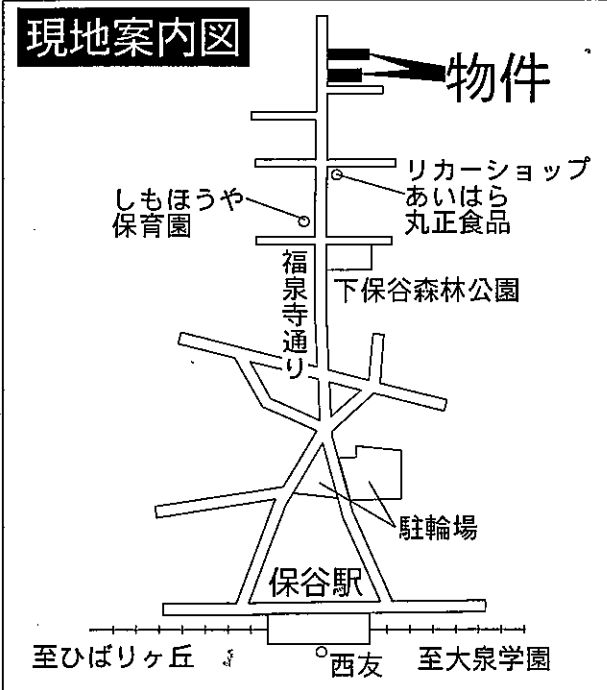 現地案内図
物件
リカーショップ
あいはら
丸正食品
しもほうや
保育園
福泉寺通り
下保谷森林公園
駐輪場
保谷駅
至ひばりヶ丘
西友
至大泉学園